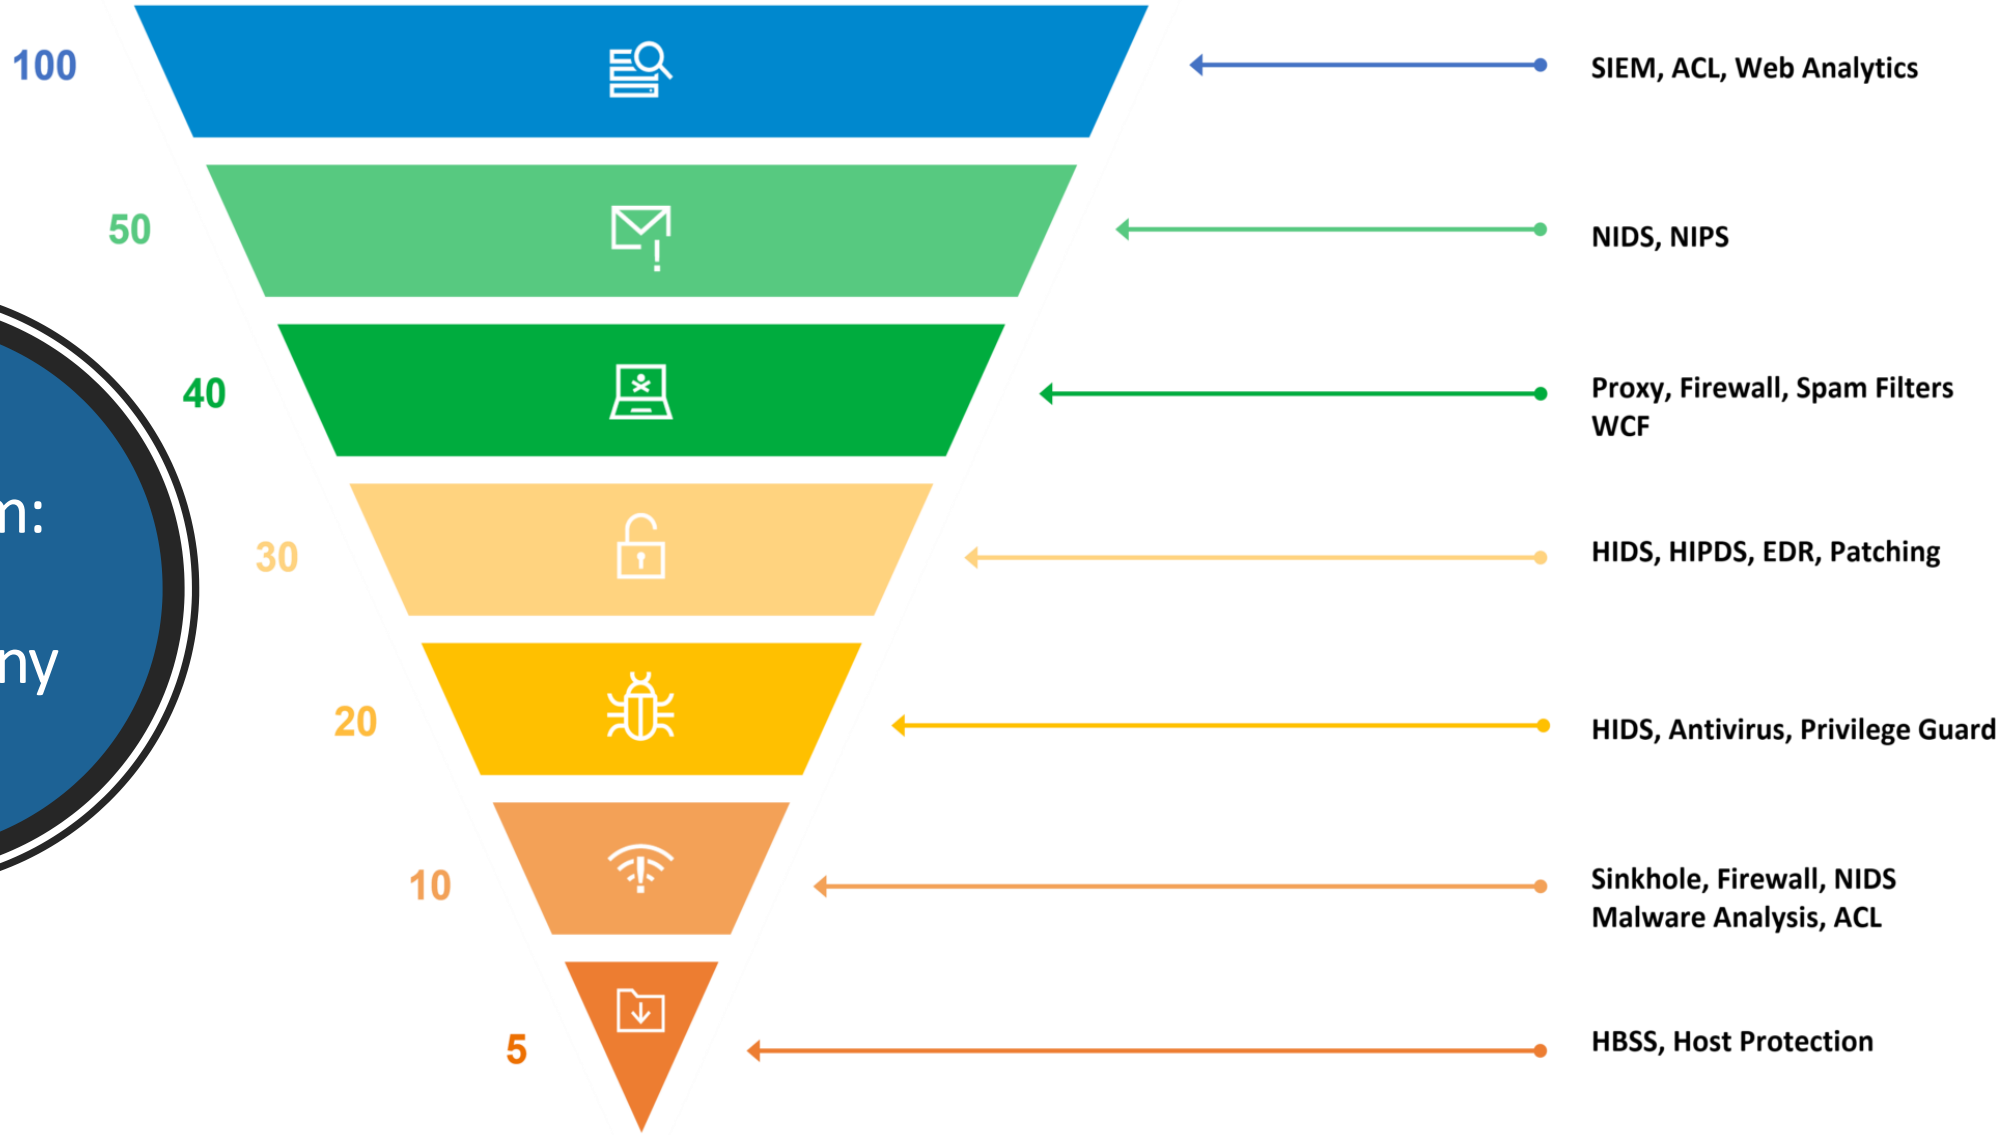 100
SIEM, ACL, Web Analytics
50
NIDS, NIPS
40
Proxy, Firewall, Spam Filters
WCF
m:
30
HIDS, HIPDS, EDR, Patching
ny
20
HIDS, Antivirus, Privilege Guard
10
Sinkhole, Firewall, NIDS
Malware Analysis, ACL
5
HBSS, Host Protection